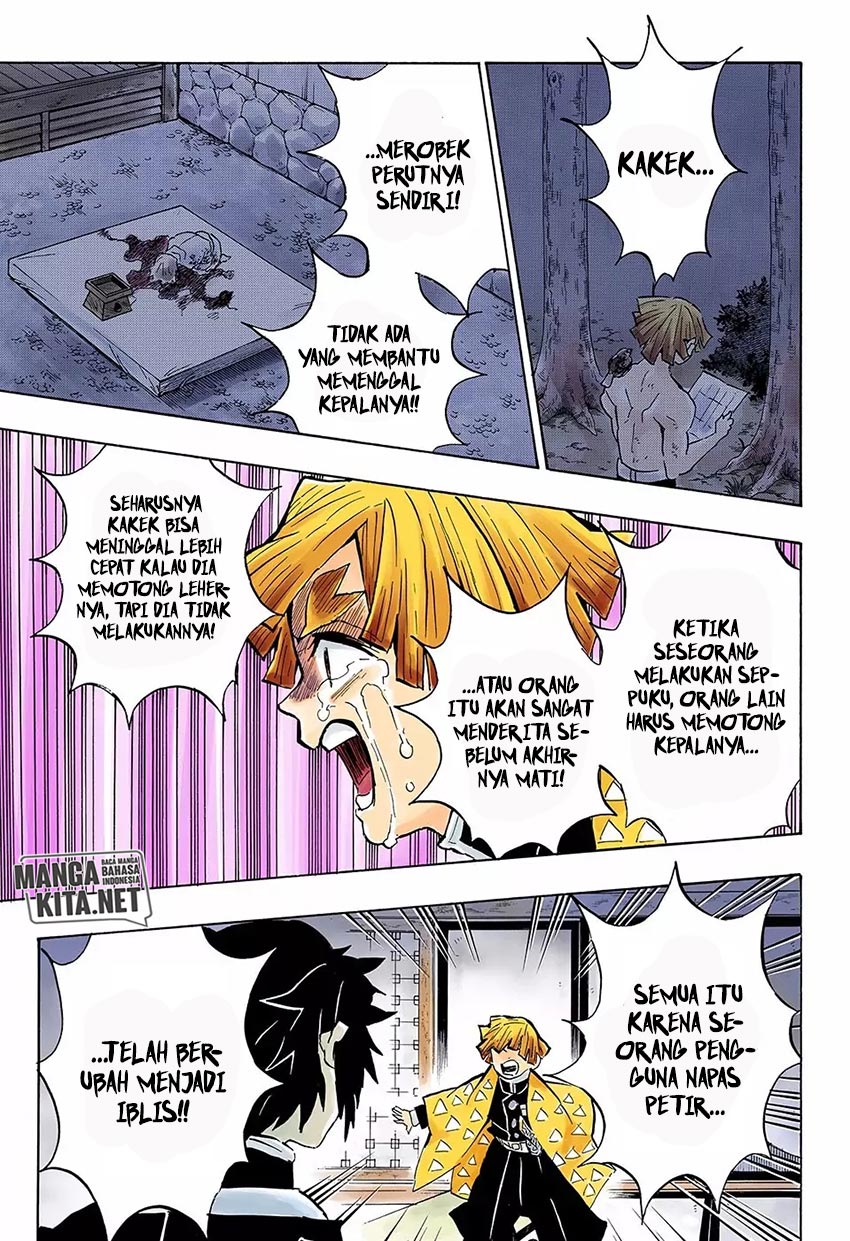 KAKEK...
...MEROBEK
PERUTNYA
SENDIRI!
TIDAK ADA
YANG MEMBANTU
MEMENGGAL
KEPALANYA!!
KETIKA
SESEORANG
MELAKUKAN SEP-
PUKU, ORANG LAIN
HARUS MEMOTONG
KEPALANYA...
...ATAU ORANG
ITU AKAN SANGAT
MENDERITA SE-
BELUM AKHIR-
NYA MATI!
SEHARUSNYA
KAKEK BISA
MENINGGAL LEBIH
CEPAT KALAU DIA
MEMOTONG LEHER-
NYA, TAPI DIA TIDAK
MELAKUKANNYA!
MANGA
KITA.NET
BACA MANGA
BAHASA
INDONESIA
SEMUA ITU
KARENA SE-
ORANG PENG-
GUNA NAPAS
PETIR...
...TELAH BER-
UBAH MENJADI
IBLIS!!